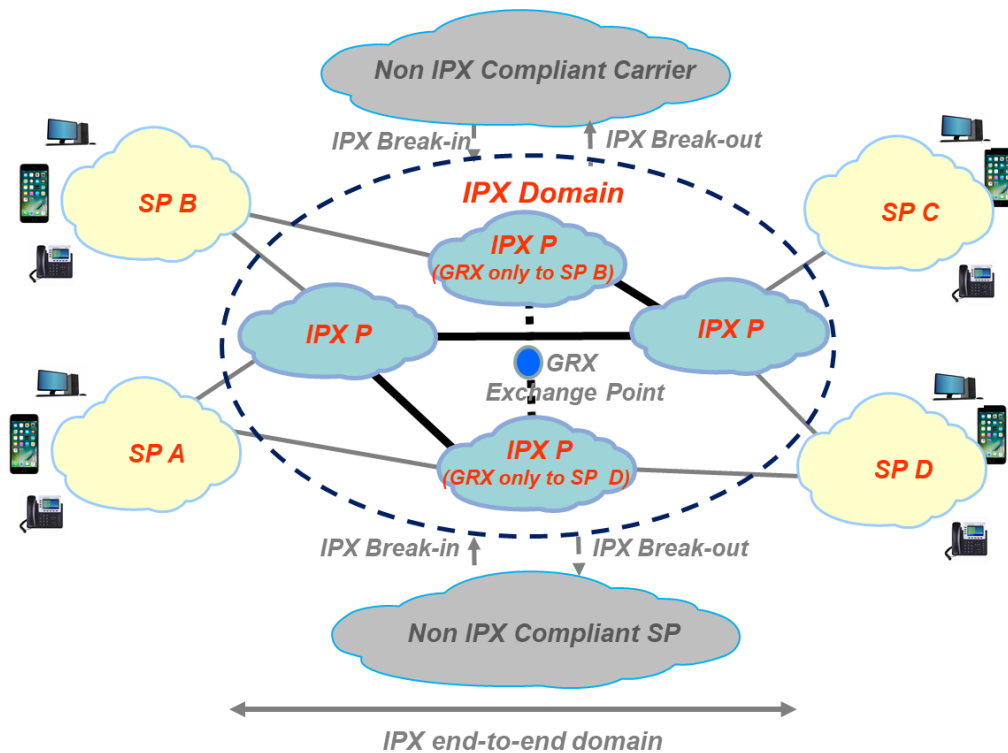 Non IPX Compliant Carrier
IPX Break-in
IPX Break-out
IPX Domain
SP B
SP C
IPX P
(GRX only to SP B)
IPX P
IPX P
GRX
Exchange Point
SP A
IPX P
(GRX only to SP D)
SP D
IPX Break-in
IPX Break-out
Non IPX Compliant SP
IPX end-to-end domain